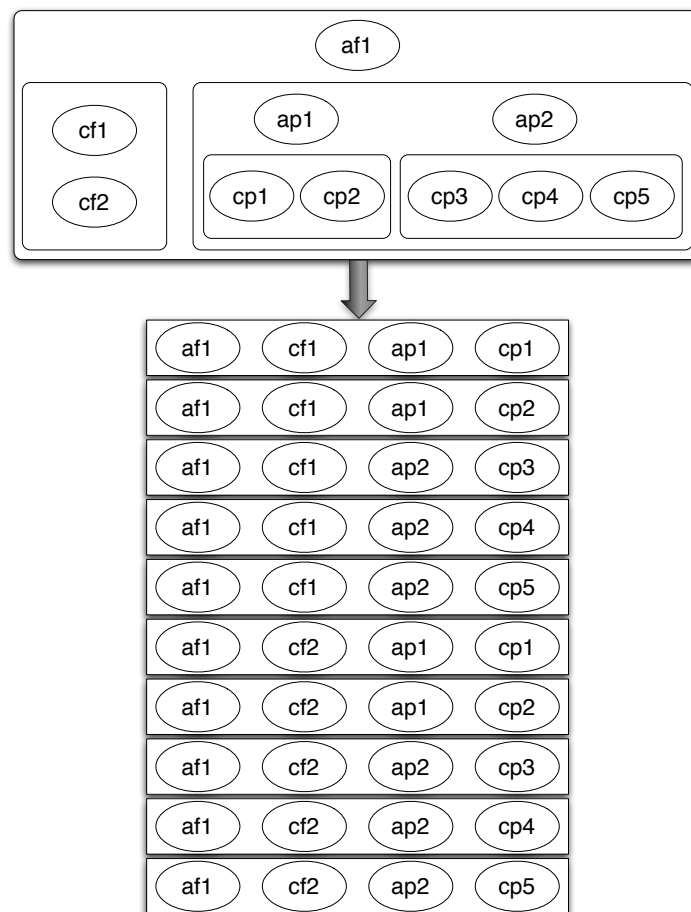 af1
cf1
cf2
ap1 ap2
cp1 cp2 cp3 cp4 cp5
af1 cf1 ap1 cp1
af1 cf1 ap1 cp2
af1 cf1 ap2 cp3
af1 cf1 ap2 cp4
af1 cf1 ap2 cp5
af1 cf2 ap1 cp1
af1 cf2 ap1 cp2
af1 cf2 ap2 cp3
af1 cf2 ap2 cp4
af1 cf2 ap2 cp5